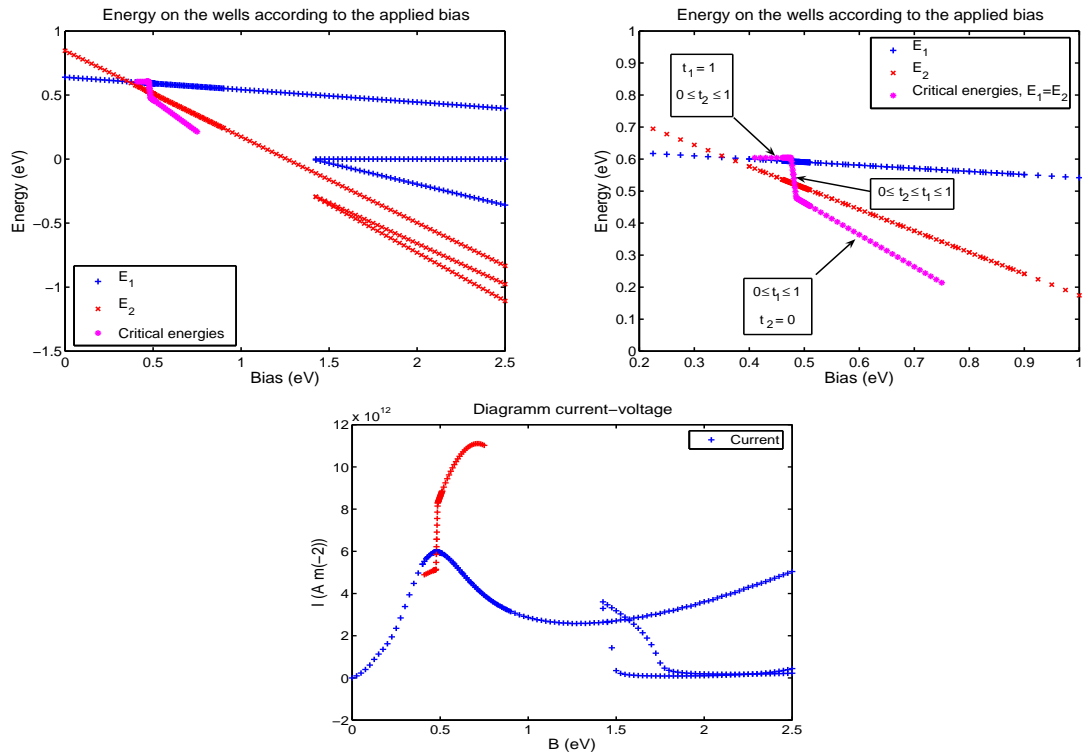 Energy on the wells according to the applied bias
1
0.5
0
−0.5
−1
−1.5
Energy (eV)
E1
E2
Critical energies
0 0.5 1 1.5 2 2.5
Bias (eV)
Energy on the wells according to the applied bias
1
0.9
0.8
0.7
0.6
0.5
0.4
0.3
0.2
0.1
0
Energy (eV)
t1 = 1
0 ≤ t2 ≤ 1
E1
E2
Critical energies, E1=E2
0≤ t2≤ t1 ≤ 1
0≤ t1≤ 1
t2= 0
0.2 0.3 0.4 0.5 0.6 0.7 0.8 0.9 1
Bias (eV)
Diagramm current−voltage
x 10^12
12
10
8
6
4
2
0
−2
I (A m(−2))
Current
0 0.5 1 1.5 2 2.5
B (eV)